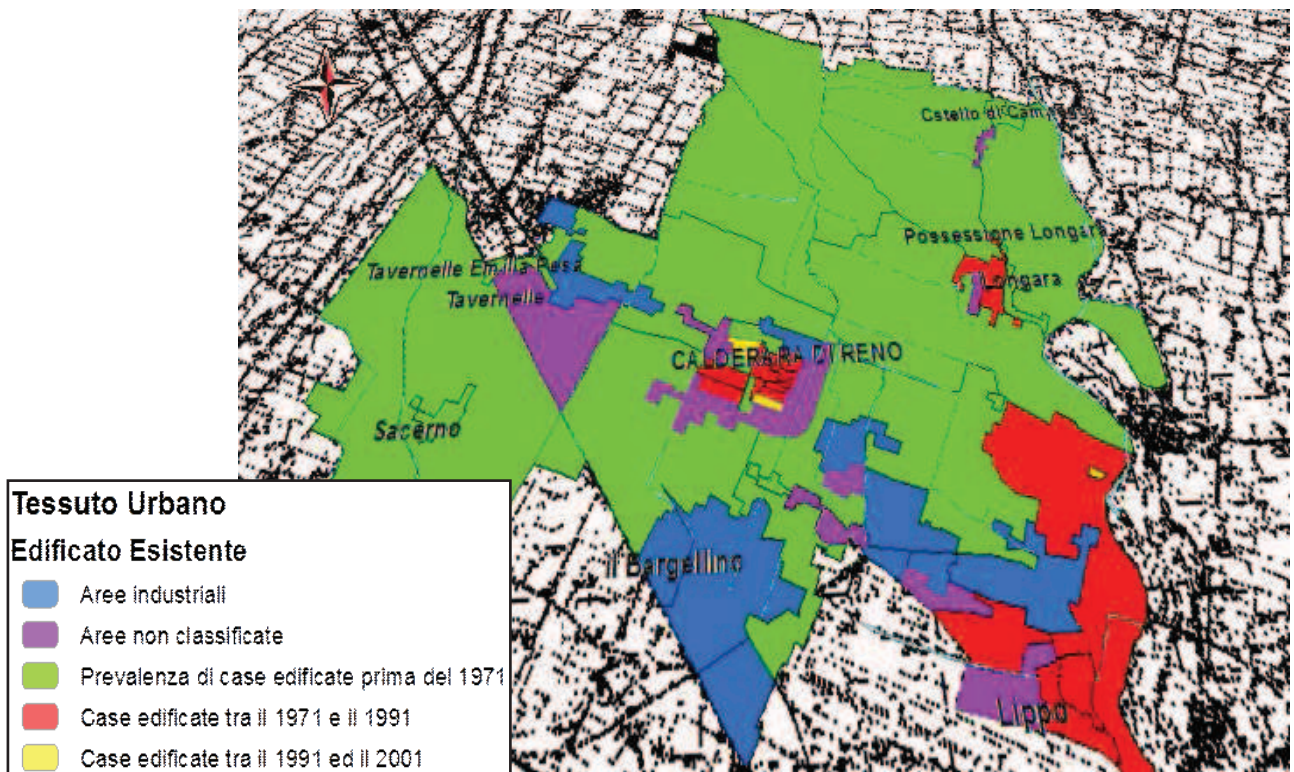 Cstello di Cam
Possessione Longara
Longara
Tavernelle Emilia Pesa
Tavernelle
CALDERARA DI RENO
Sacerno
il Bargellino
Lippo
Tessuto Urbano
Edificato Esistente
Aree industriali
Aree non classificate
Prevalenza di case edificate prima del 1971
Case edificate tra il 1971 e il 1991
Case edificate tra il 1991 ed il 2001